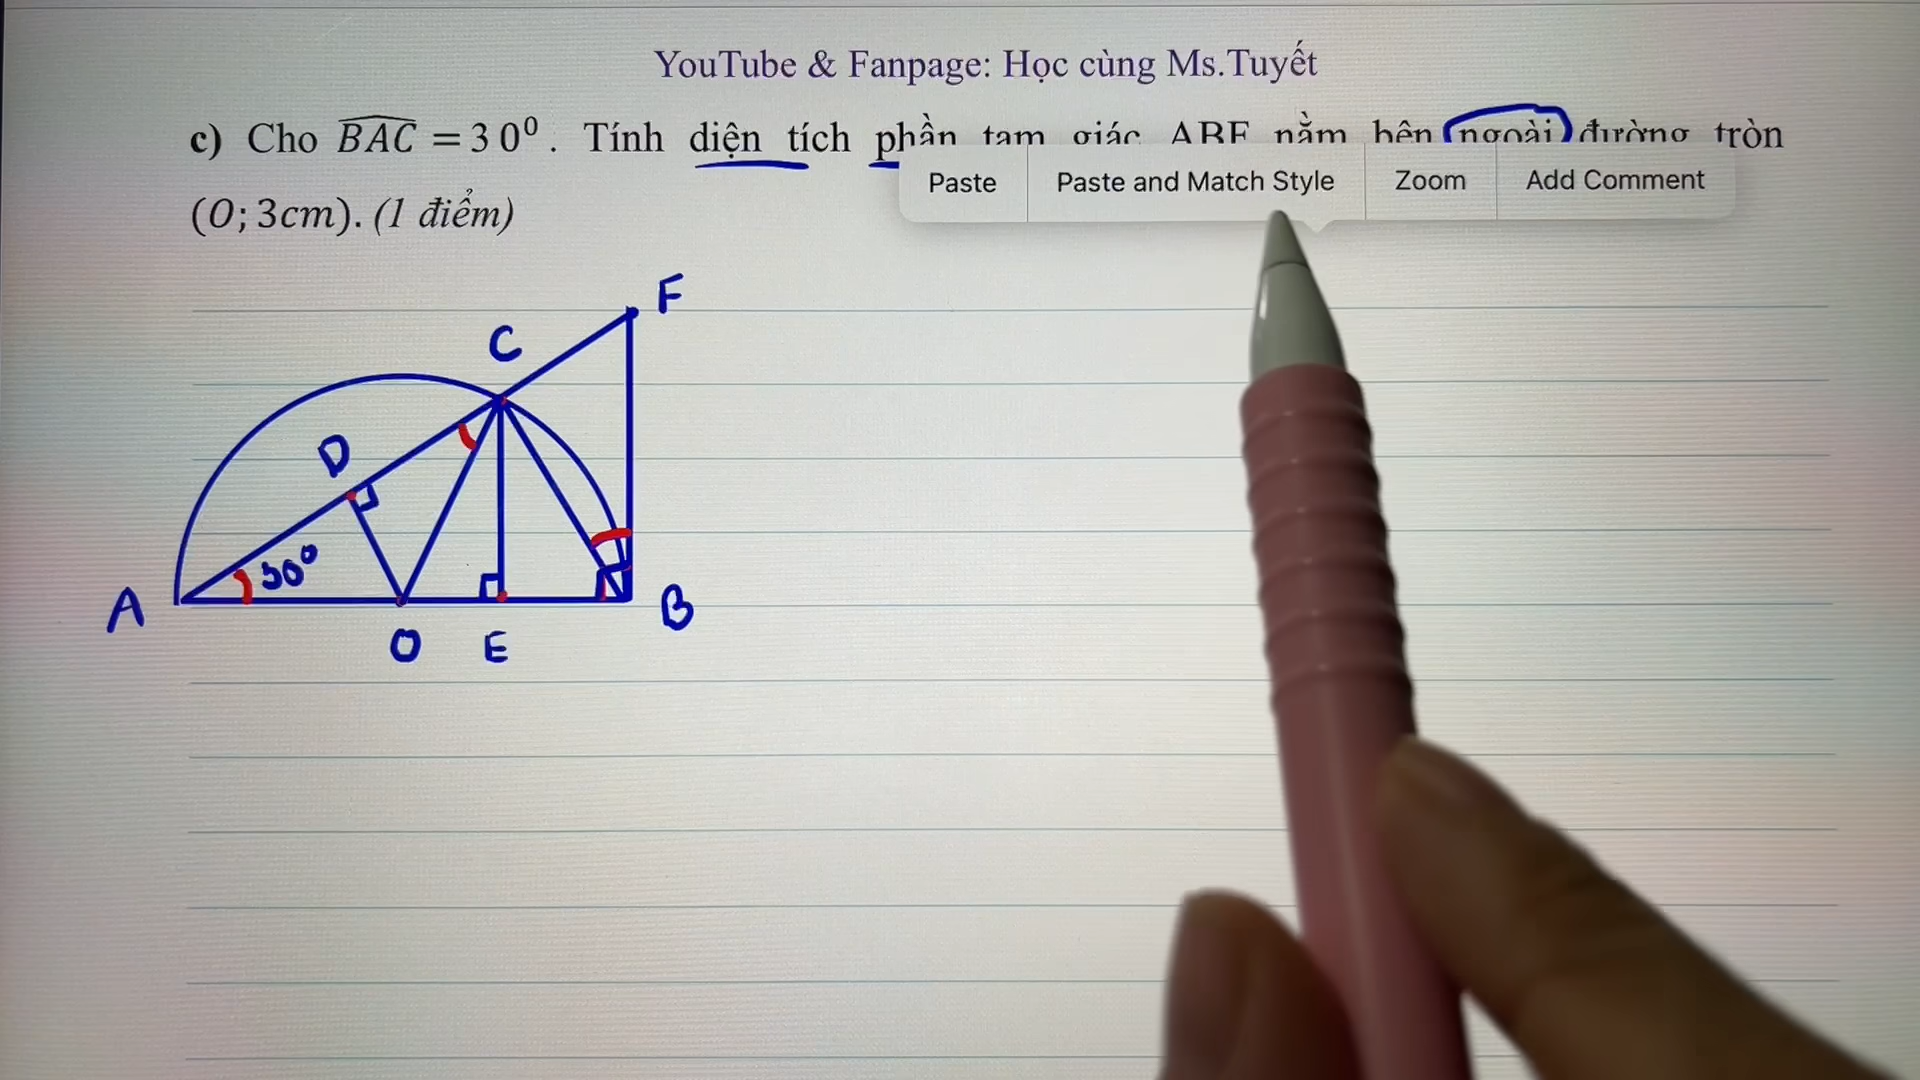 YouTube & Fanpage: Học cùng Ms.Tuyết
c) Cho BAC = 30⁰. Tính diện tích phần tam giác ABF nằm bên ngoài đường tròn
Paste Paste and Match Style Zoom Add Comment
(O; 3cm). (1 điểm)
F
C
D
30⁰
A
B
O E